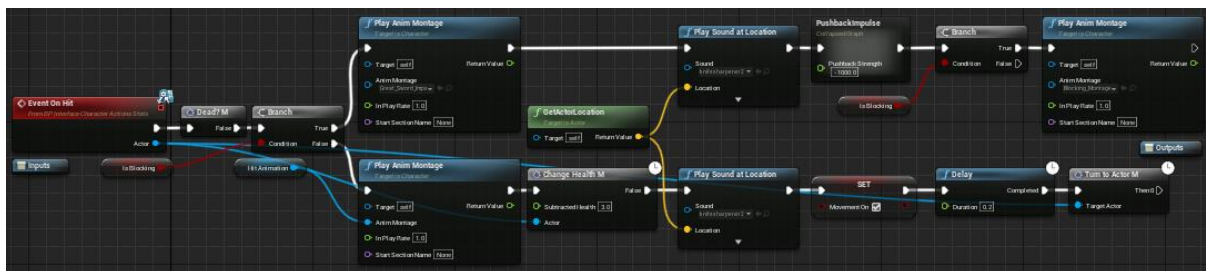 Event On Hit
From BP Interface Character Actions State
Actor
Inputs
Is Blocking
Dead? M
False
Branch
True
Condition
False
Hit Animation
Play Anim Montage
Target is Character
Target self
Return Value
Anim Montage
Great_Sword_Impa
In Play Rate 1.0
Start Section Name None
Play Anim Montage
Target is Character
Target self
Return Value
Anim Montage
In Play Rate 1.0
Start Section Name None
GetActorLocation
Target is Actor
Target self
Return Value
Change Health M
False
Subtracted Health 3.0
Actor
Play Sound at Location
Sound
knifesharpener2
Location
Play Sound at Location
Sound
knifesharpener2
Location
PushbackImpulse
Collapsed Graph
Pushback Strength
-1000.0
Is Blocking
Branch
True
Condition
False
Play Anim Montage
Target is Character
Target self
Return Value
Anim Montage
Blocking_Montage
In Play Rate 1.0
Start Section Name None
SET
Movement On
Delay
Completed
Duration 0.2
Turn to Actor M
Then 0
Target Actor
Outputs